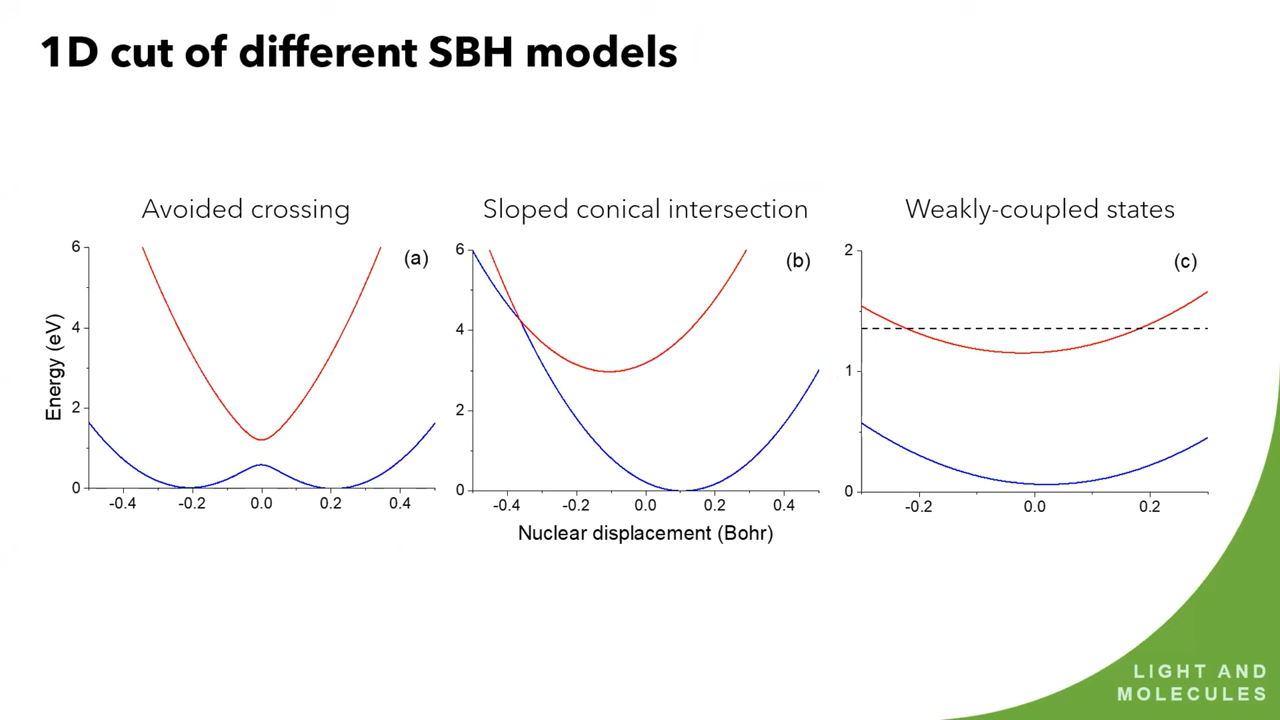 1D cut of different SBH models
Avoided crossing
Sloped conical intersection
Weakly-coupled states
(a)
(b)
(c)
Energy (eV)
6
4
2
0
-0.4 -0.2 0.0 0.2 0.4
6
4
2
0
-0.4 -0.2 0.0 0.2 0.4
2
1
0
-0.2 0.0 0.2
Nuclear displacement (Bohr)
LIGHT AND
MOLECULES